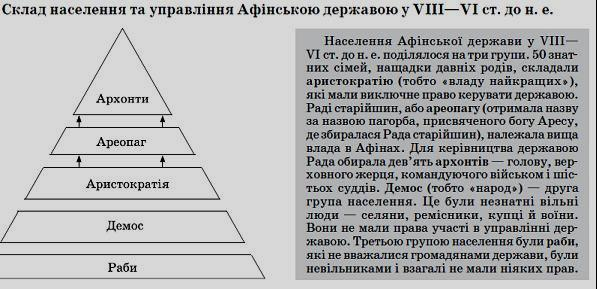 Склад населення та управління Афінською державою у VIII—VI ст. до н. е.
Архонти
Ареопаг
Аристократія
Демос
Раби
Населення Афінської держави у VIII—
VI ст. до н. е. поділялося на три групи. 50 знат-
них сімей, нащадки давніх родів, складали
аристократію (тобто «владу найкращих»),
які мали виключне право керувати державою.
Раді старійшин, або ареопагу (отримала назву
за назвою пагорба, присвяченого богу Аресу,
де збиралася Рада старійшин), належала вища
влада в Афінах. Для керівництва державою
Рада обирала дев’ять архонтів — голову, вер-
ховного жерця, командуючого військом і шіс-
тьох суддів. Демос (тобто «народ») — друга
група населення. Це були незнатні вільні
люди — селяни, ремісники, купці й воїни.
Вони не мали права участі в управлінні дер-
жавою. Третьою групою населення були раби,
які не вважалися громадянами держави, були
невільниками і взагалі не мали ніяких прав.